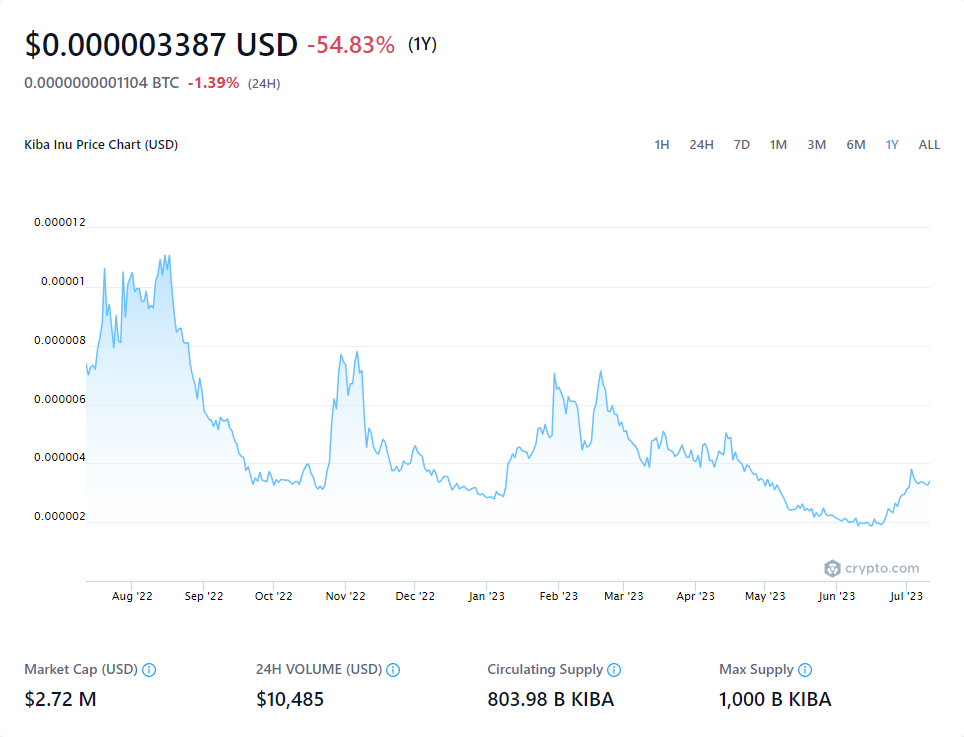 $0.000003387 USD -54.83% (1Y)
0.0000000001104 BTC -1.39% (24H)
Kiba Inu Price Chart (USD) 1H 24H 7D 1M 3M 6M 1Y ALL
0.000012
0.00001
0.000008
0.000006
0.000004
0.000002
crypto.com
Aug '22 Sep '22 Oct '22 Nov '22 Dec '22 Jan '23 Feb '23 Mar '23 Apr '23 May '23 Jun '23 Jul '23
Market Cap (USD) 24H VOLUME (USD) Circulating Supply Max Supply
$2.72 M $10,485 803.98 B KIBA 1,000 B KIBA